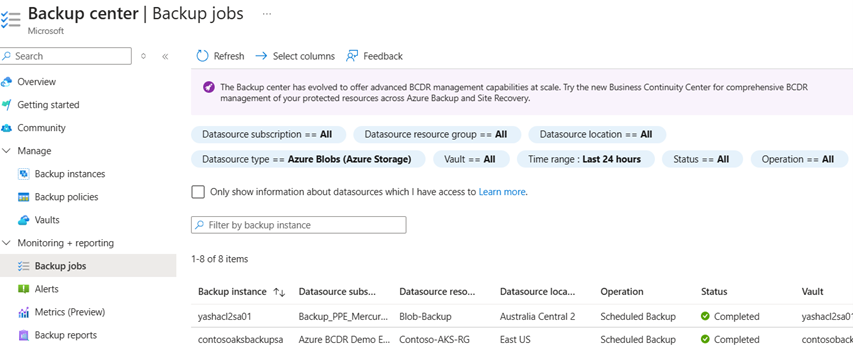 Backup center | Backup jobs ...
Microsoft
Search
Overview
Getting started
Community
Manage
Backup instances
Backup policies
Vaults
Monitoring + reporting
Backup jobs
Alerts
Metrics (Preview)
Backup reports
Refresh Select columns Feedback
The Backup center has evolved to offer advanced BCDR management capabilities at scale. Try the new Business Continuity Center for comprehensive BCDR
management of your protected resources across Azure Backup and Site Recovery.
Datasource subscription == All Datasource resource group == All Datasource location == All
Datasource type == Azure Blobs (Azure Storage) Vault == All Time range : Last 24 hours Status == All Operation == All
Only show information about datasources which I have access to Learn more.
Filter by backup instance
1-8 of 8 items
Backup instance Datasource subs... Datasource reso... Datasource loca... Operation Status Vault
yashacl2sa01 Backup_PPE_Mercur... Blob-Backup Australia Central 2 Scheduled Backup Completed yashacl2sa01
contosoaksbackupsa Azure BCDR Demo E... Contoso-AKS-RG East US Scheduled Backup Completed contosoback